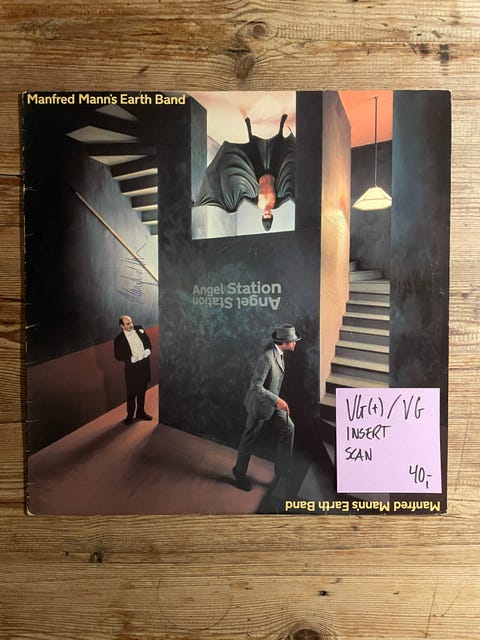 Manfred Mann's Earth Band
Angel Station
Angel Station
VG(+)/VG
INSERT
SCAN
40,-
Manfred Mann's Earth Band